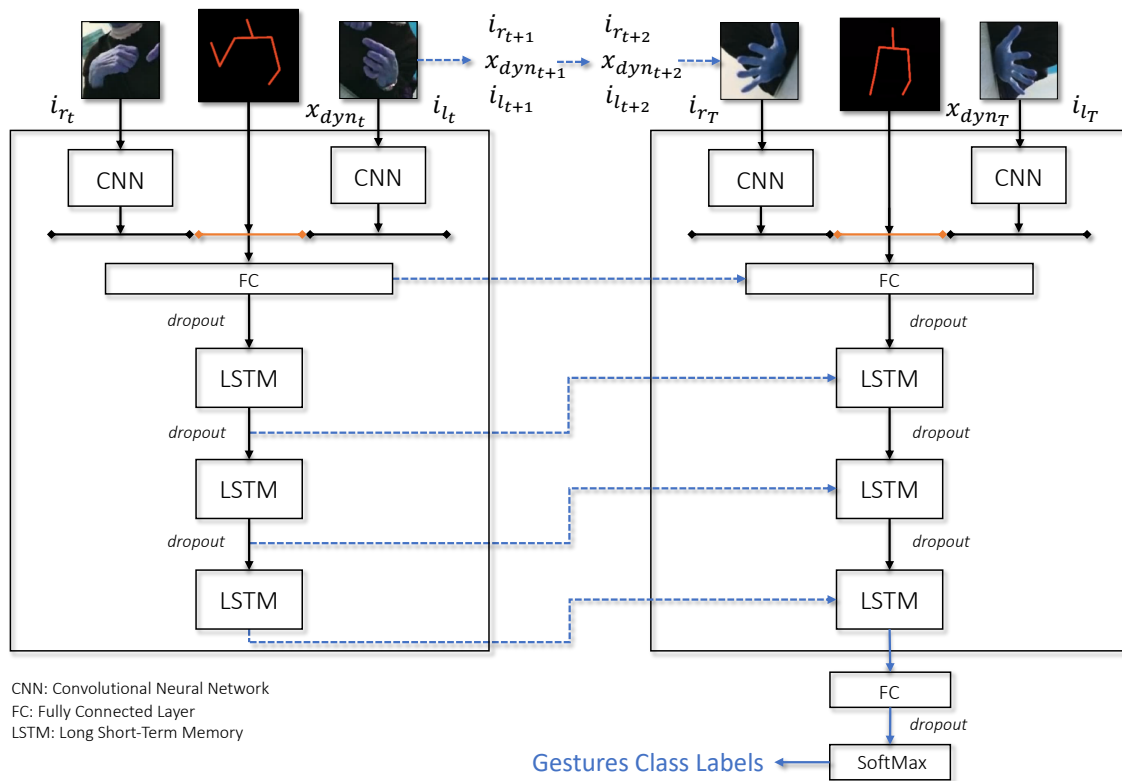 i_{r_{t+1}} i_{r_{t+2}}
x_{dyn_{t+1}} x_{dyn_{t+2}}
i_{l_{t+1}} i_{l_{t+2}}
i_{r_t} x_{dyn_t} i_{l_t} i_{r_T} x_{dyn_T} i_{l_T}
CNN CNN CNN CNN
FC FC
dropout dropout
LSTM LSTM
dropout dropout
LSTM LSTM
dropout dropout
LSTM LSTM
CNN: Convolutional Neural Network
FC: Fully Connected Layer
LSTM: Long Short-Term Memory
FC
dropout
Gestures Class Labels SoftMax